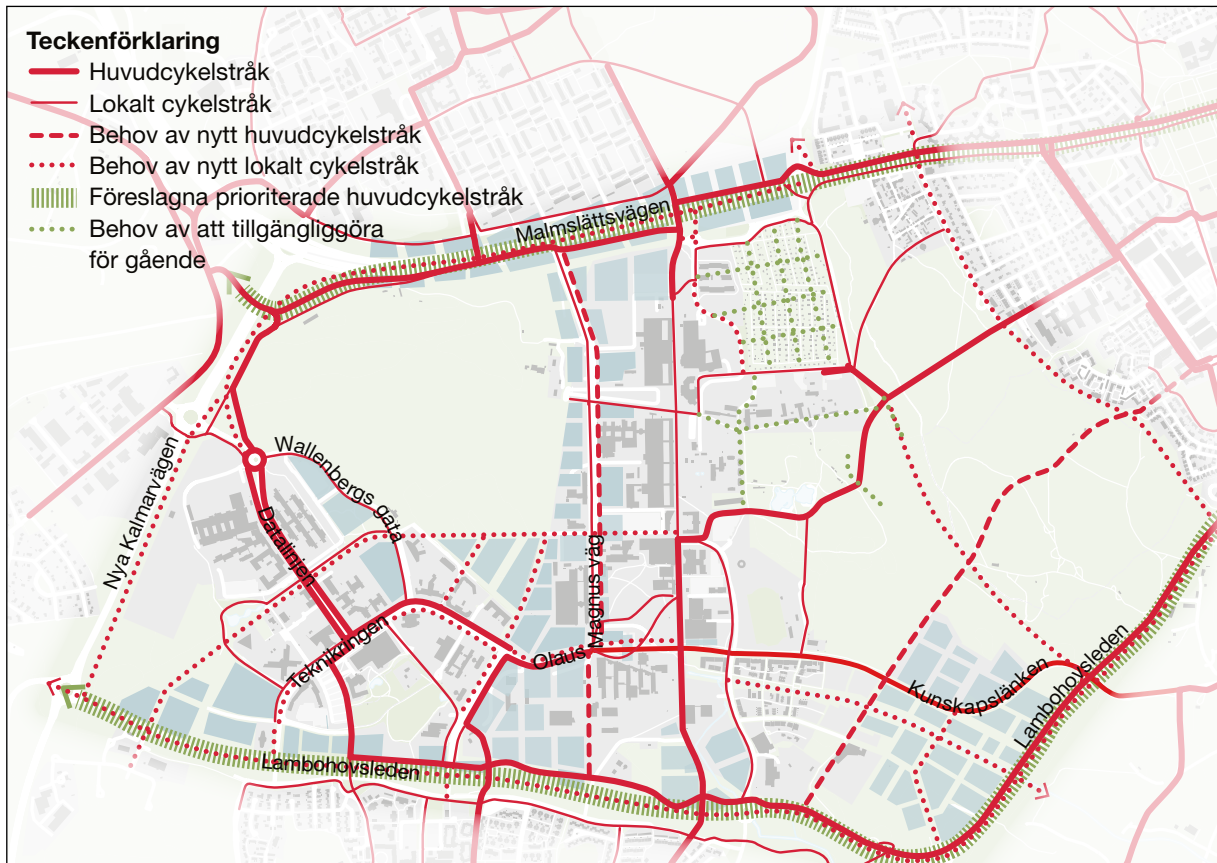 Teckenförklaring
Huvudcykelstråk
Lokalt cykelstråk
Behov av nytt huvudcykelstråk
Behov av nytt lokalt cykelstråk
Föreslagna prioriterade huvudcykelstråk
Behov av att tillgängliggöra
för gående
Malmslättsvägen
Nya Kalmarvägen
Wallenbergs gata
Datalinjen
Teknikringen
Olaus Magnus väg
Kunskapslänken
Lambohovsleden
Lambohovsleden